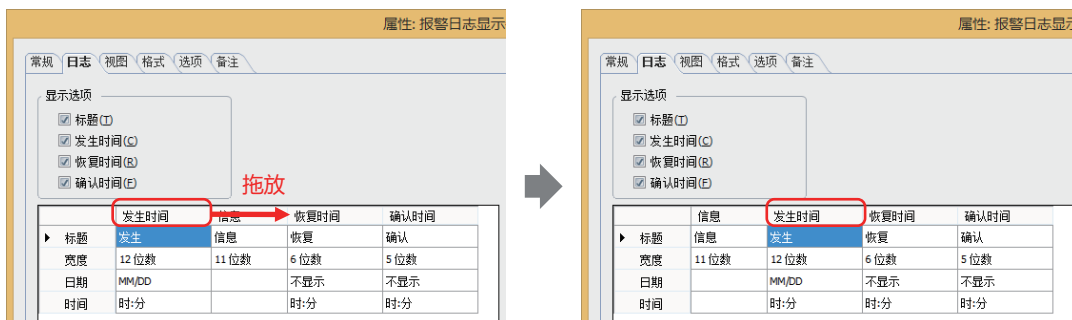 属性: 报警日志显示
常规 日志 视图 格式 选项 备注
显示选项
标题(T)
发生时间(C)
恢复时间(R)
确认时间(E)
拖放
发生时间 信息 恢复时间 确认时间
标题 发生 信息 恢复 确认
宽度 12 位数 11 位数 6 位数 5 位数
日期 MM/DD 不显示 不显示
时间 时:分 时:分 时:分
属性: 报警日志显示
常规 日志 视图 格式 选项 备注
显示选项
标题(T)
发生时间(C)
恢复时间(R)
确认时间(E)
信息 发生时间 恢复时间 确认时间
标题 信息 发生 恢复 确认
宽度 11 位数 12 位数 6 位数 5 位数
日期 MM/DD 不显示 不显示
时间 时:分 时:分 时:分